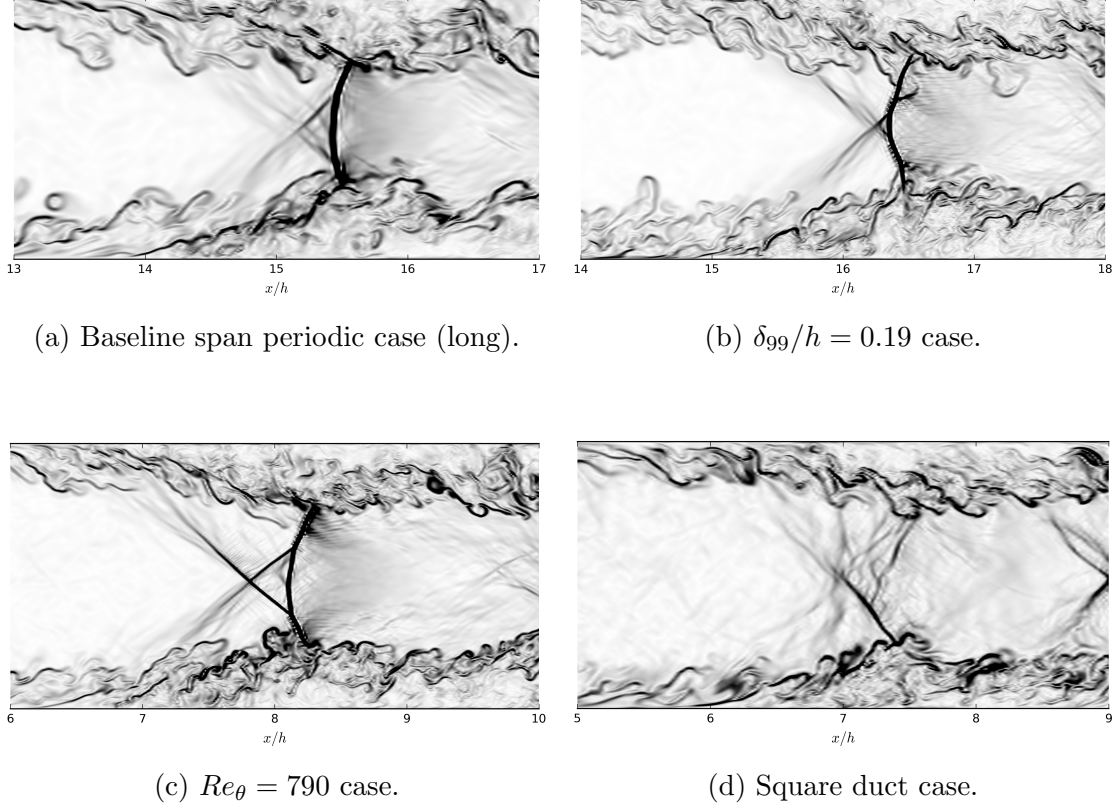 13 14 15 16 17
x/h
14 15 16 17 18
x/h
(a) Baseline span periodic case (long).
(b) δ₉₉/h = 0.19 case.
6 7 8 9 10
x/h
5 6 7 8 9
x/h
(c) Re_θ = 790 case.
(d) Square duct case.